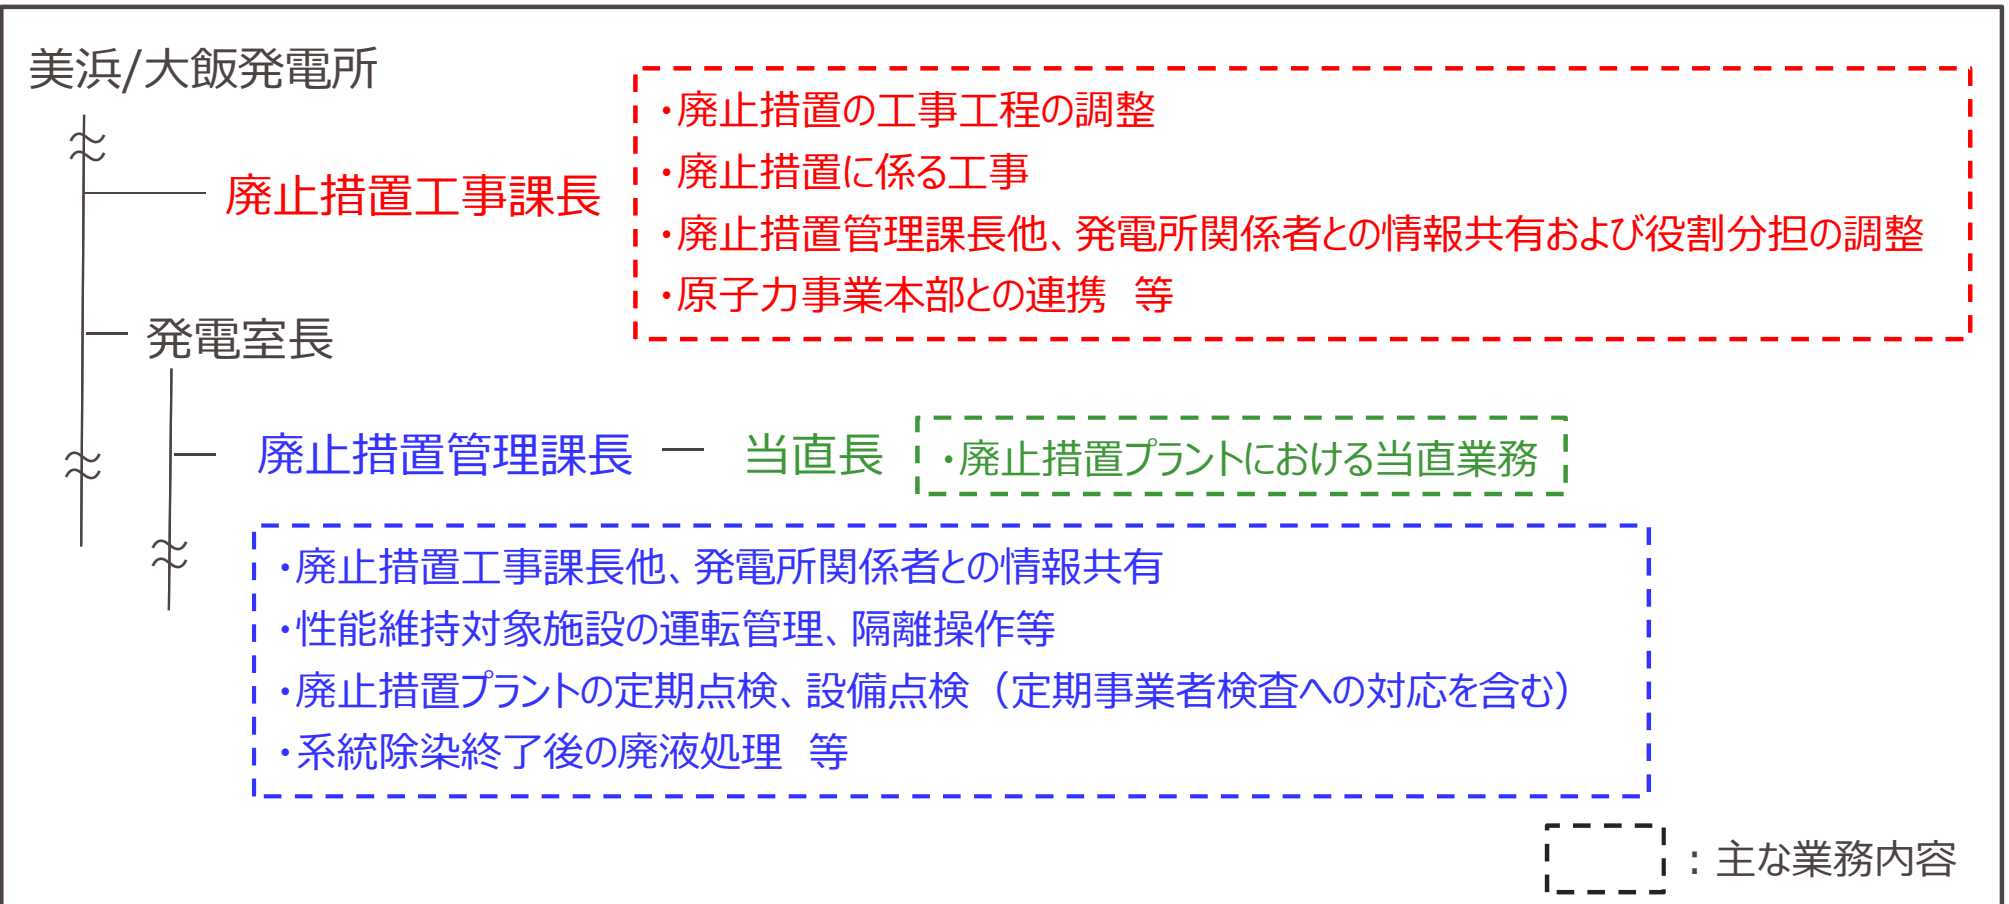 美浜/大飯発電所
廃止措置工事課長
・廃止措置の工事工程の調整
・廃止措置に係る工事
・廃止措置管理課長他、発電所関係者との情報共有および役割分担の調整
・原子力事業本部との連携　等
発電室長
廃止措置管理課長
当直長
・廃止措置プラントにおける当直業務
・廃止措置工事課長他、発電所関係者との情報共有
・性能維持対象施設の運転管理、隔離操作等
・廃止措置プラントの定期点検、設備点検（定期事業者検査への対応を含む）
・系統除染終了後の廃液処理　等
：主な業務内容